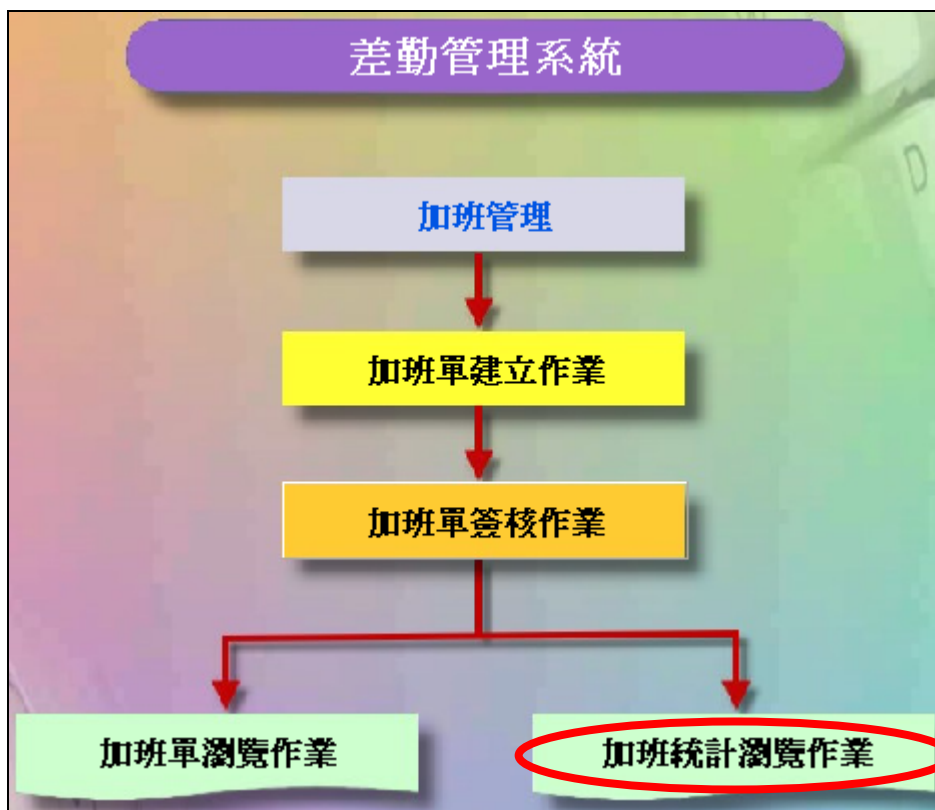 差勤管理系統
加班管理
加班單建立作業
加班單簽核作業
加班單瀏覽作業
加班統計瀏覽作業